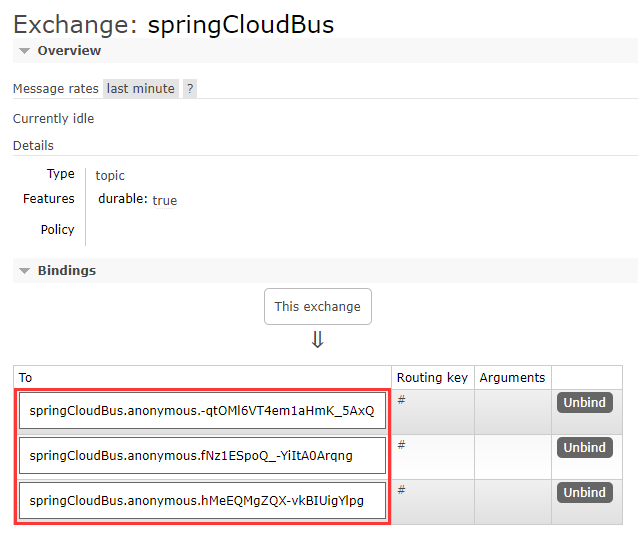 Exchange: springCloudBus
Overview
Message rates last minute ?
Currently idle
Details
Type topic
Features durable: true
Policy
Bindings
This exchange
⇓
To Routing key Arguments
springCloudBus.anonymous.-qtOMl6VT4em1aHmK_5AxQ # Unbind
springCloudBus.anonymous.fNz1ESpoQ_-YiItA0Arqng # Unbind
springCloudBus.anonymous.hMeEQMgZQX-vkBIUigYlpg # Unbind